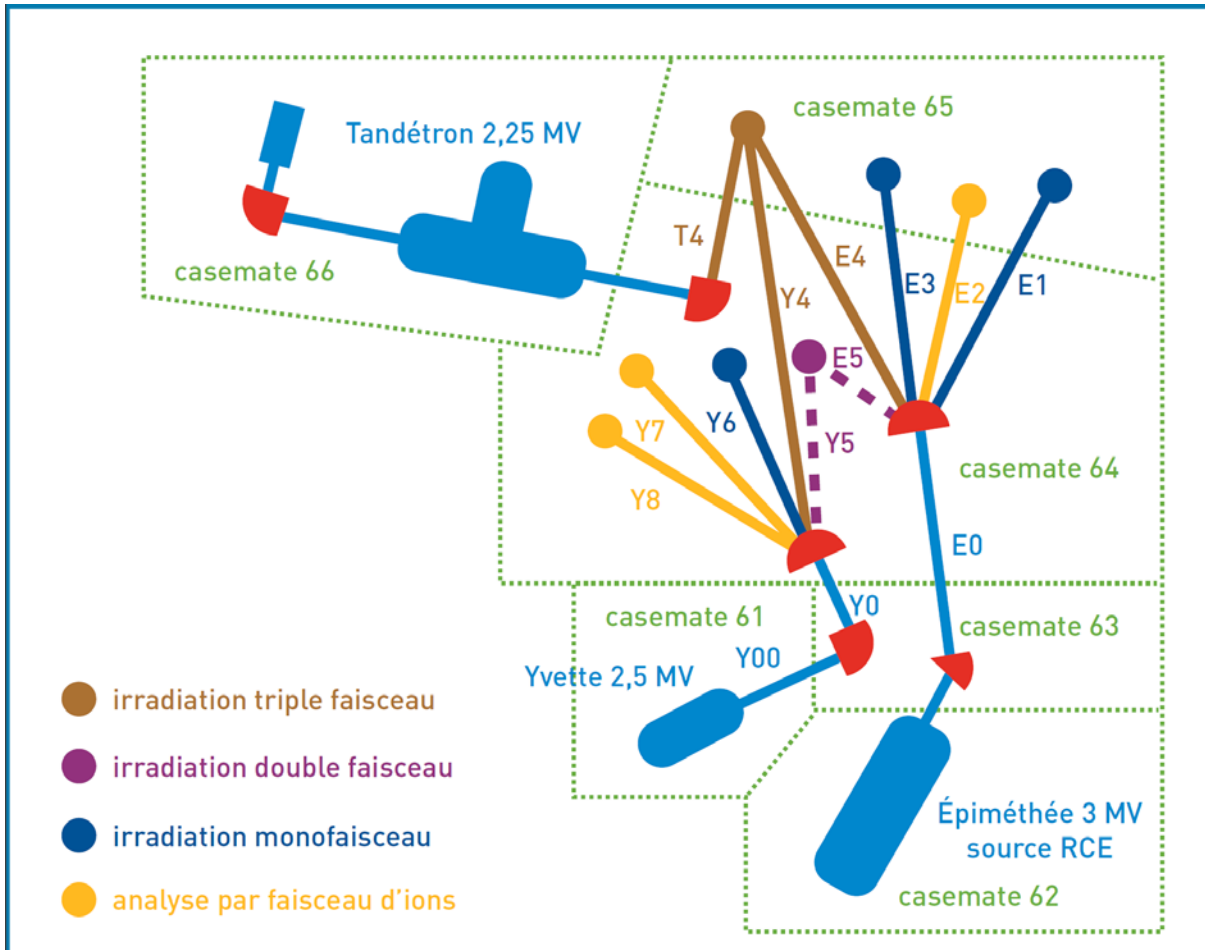 casemate 65
Tandétron 2,25 MV
casemate 66
T4
E4
Y4
E3
E2
E1
E5
Y5
Y6
Y7
Y8
casemate 64
E0
casemate 61
Y0
casemate 63
Y00
Yvette 2,5 MV
irradiation triple faisceau
irradiation double faisceau
irradiation monofaisceau
analyse par faisceau d'ions
Épiméthée 3 MV
source RCE
casemate 62